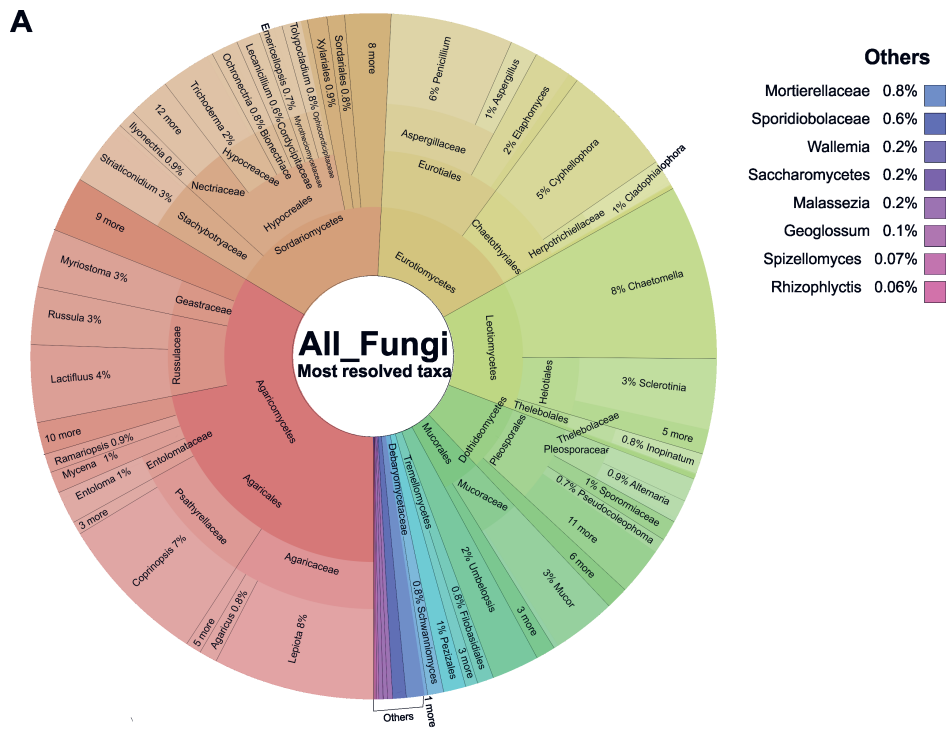 A
All_Fungi
Most resolved taxa
Others
Mortierellaceae 0.8%
Sporidiobolaceae 0.6%
Wallemia 0.2%
Saccharomycetes 0.2%
Malassezia 0.2%
Geoglossum 0.1%
Spizellomyces 0.07%
Rhizophlyctis 0.06%
8 more
6% Penicillium
1% Aspergillus
2% Elaphomyces
5% Cyphellophora
1% Cladophialophora
Aspergillaceae
Eurotiales
Chaetothyriales
Herpotrichiellaceae
Eurotiomycetes
8% Chaetomella
Leotiomycetes
Helotiales
3% Sclerotinia
5 more
Thelebolales
Thelebolaceae
0.8% Inopinatum
Dothideomycetes
Pleosporales
Pleosporaceae
0.9% Alternaria
1% Sporormiaceae
0.7% Pseudocoleophoma
11 more
6 more
Mucorales
Mucoraceae
3% Mucor
3 more
2% Umbelopsis
Tremellomycetes
0.8% Filobasidiales
3 more
1% Pezizales
Debaryomycetaceae
0.8% Schwanniomyces
1 more
Others
Agaricomycetes
Agaricales
Agaricaceae
Lepiota 8%
Agaricus 0.8%
5 more
Psathyrellaceae
Coprinopsis 7%
3 more
Entolomataceae
Entoloma 1%
Mycena 1%
Ramariopsis 0.9%
10 more
Russulaceae
Lactifluus 4%
Russula 3%
Geastraceae
Myriostoma 3%
9 more
Sordariomycetes
Hypocreales
Stachybotryaceae
Striaticonidium 3%
Nectriaceae
Ilyonectria 0.9%
12 more
Hypocreaceae
Trichoderma 2%
Ochronectria 0.8% Bionectriace
Lecanicillium 0.6% Cordycipitaceae
Emericellopsis 0.7% Myrotheciomycetaceae
Tolypocladium 0.8% Ophiocordicipitaceae
Xylariales 0.9%
Sordariales 0.8%